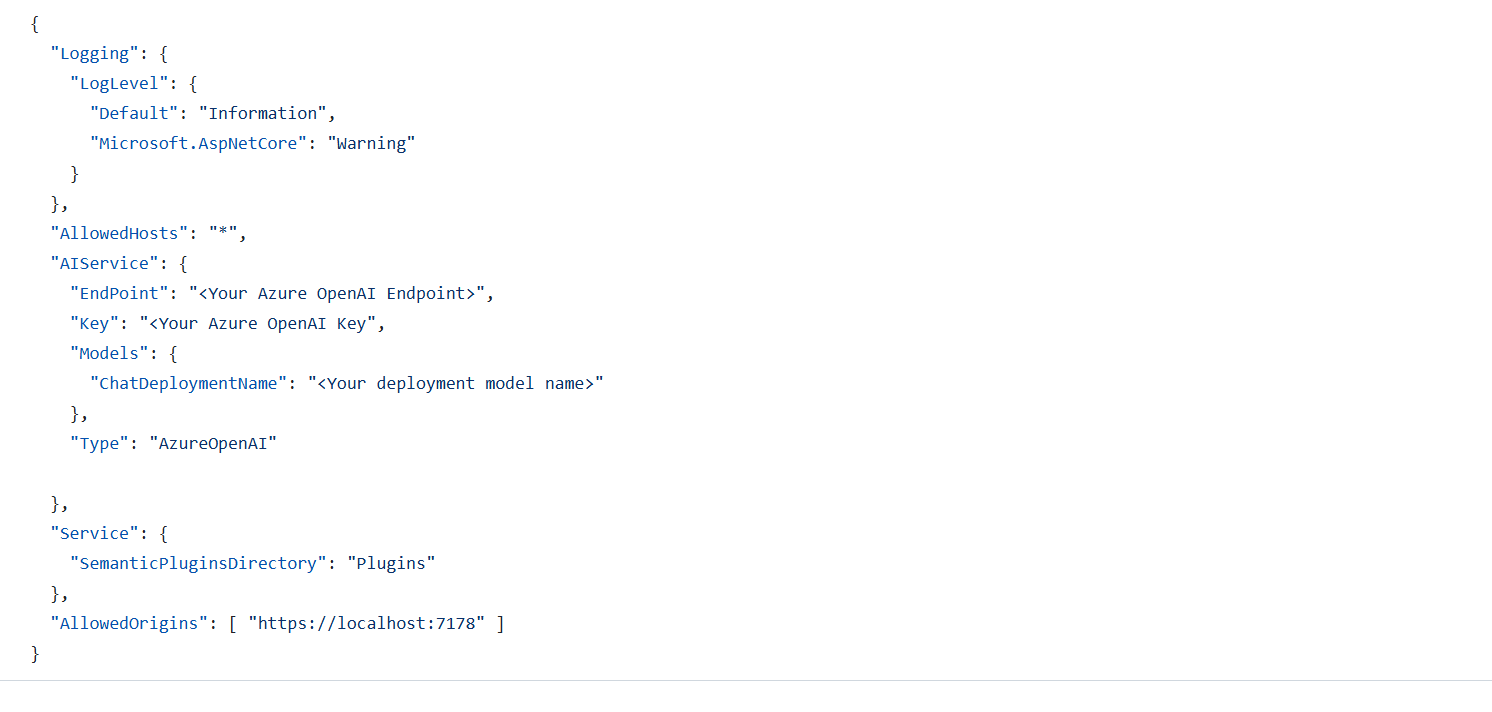 {
  "Logging": {
    "LogLevel": {
      "Default": "Information",
      "Microsoft.AspNetCore": "Warning"
    }
  },
  "AllowedHosts": "*",
  "AIService": {
    "EndPoint": "<Your Azure OpenAI Endpoint>",
    "Key": "<Your Azure OpenAI Key",
    "Models": {
      "ChatDeploymentName": "<Your deployment model name>"
    },
    "Type": "AzureOpenAI"

  },
  "Service": {
    "SemanticPluginsDirectory": "Plugins"
  },
  "AllowedOrigins": [ "https://localhost:7178" ]
}